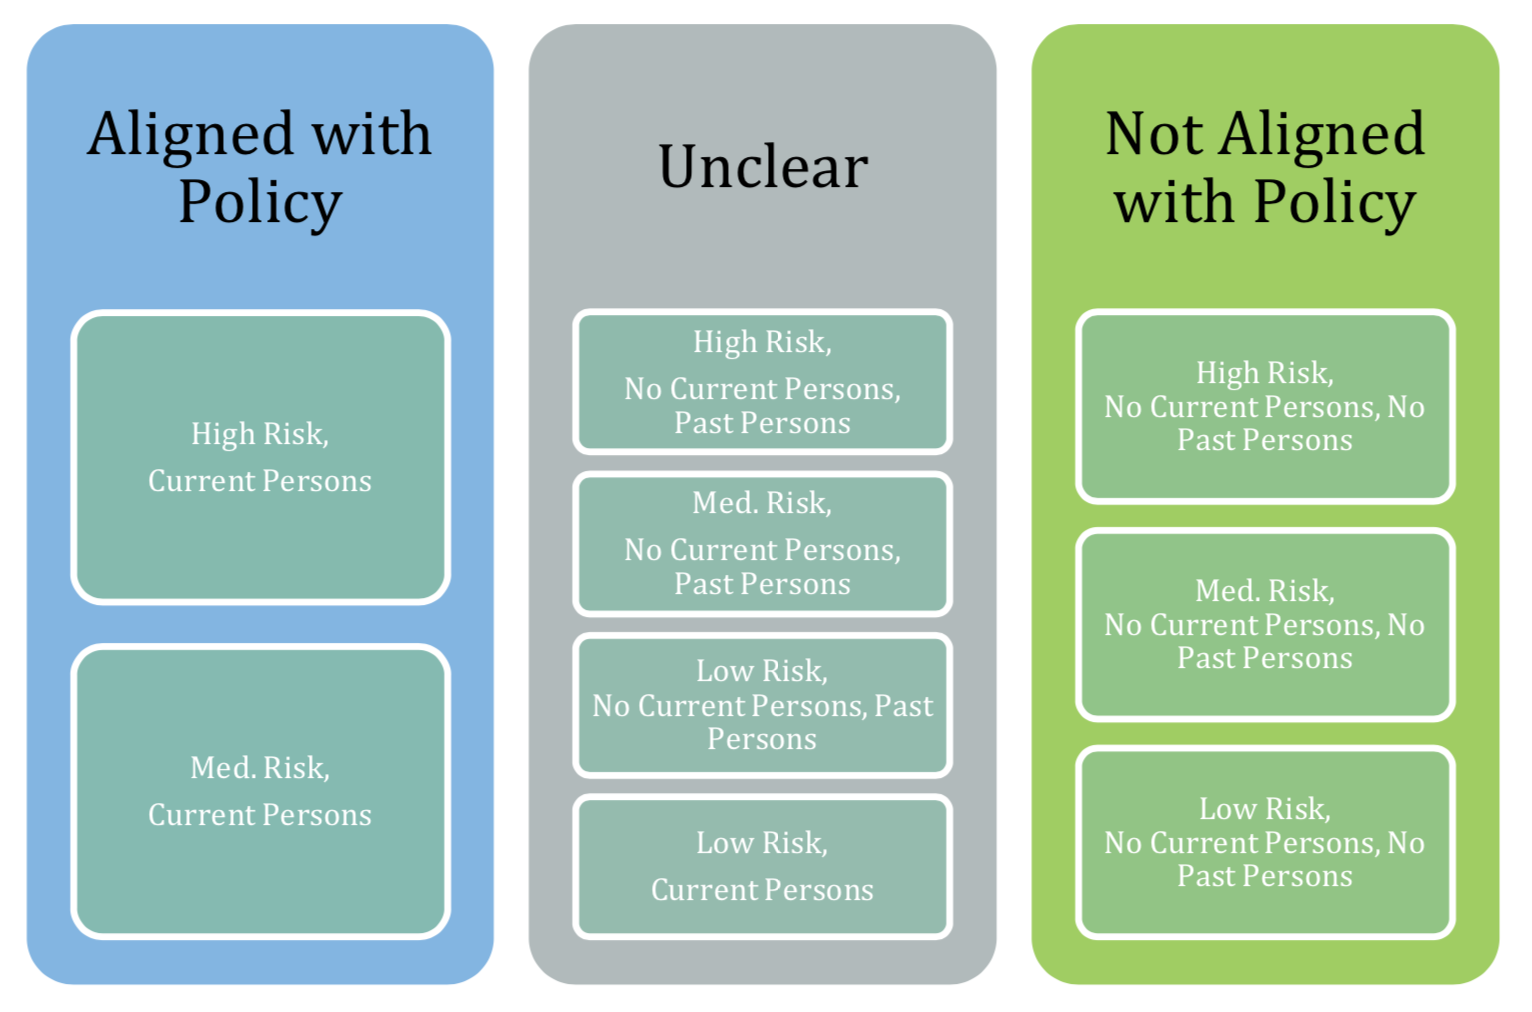 Aligned with
Policy
High Risk,
Current Persons
Med. Risk,
Current Persons
Unclear
High Risk,
No Current Persons,
Past Persons
Med. Risk,
No Current Persons,
Past Persons
Low Risk,
No Current Persons, Past
Persons
Low Risk,
Current Persons
Not Aligned
with Policy
High Risk,
No Current Persons, No
Past Persons
Med. Risk,
No Current Persons, No
Past Persons
Low Risk,
No Current Persons, No
Past Persons